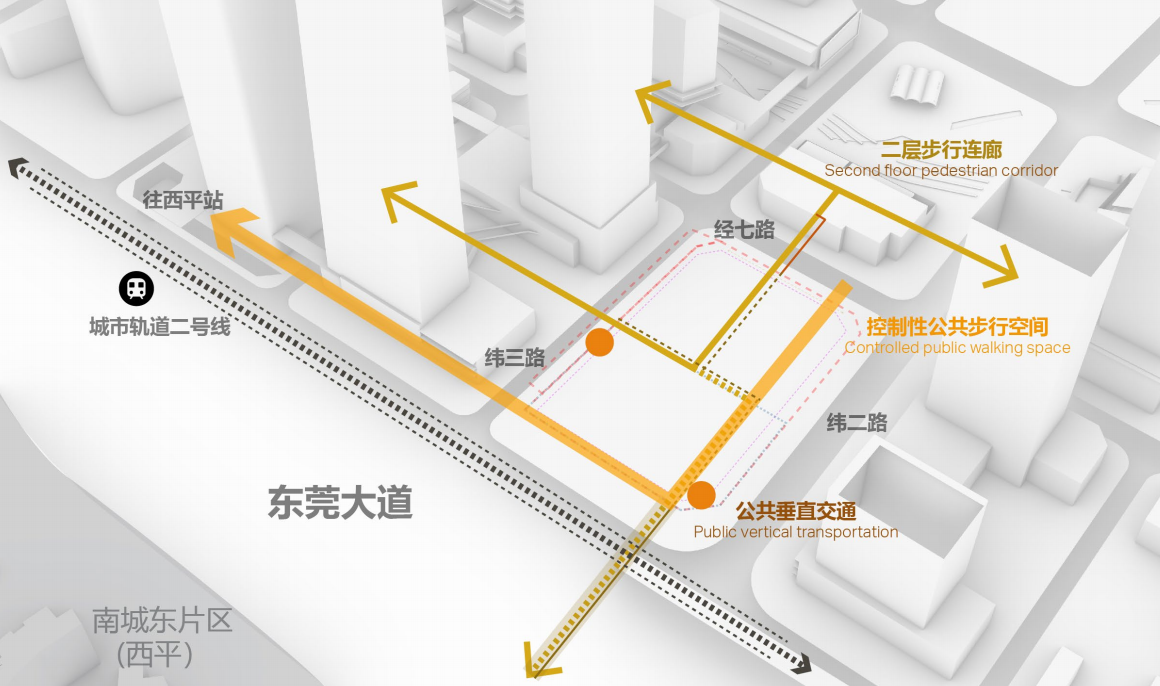 二层步行连廊
Second floor pedestrian corridor
往西平站
经七路
城市轨道二号线
控制性公共步行空间
Controlled public walking space
纬三路
纬二路
东莞大道
公共垂直交通
Public vertical transportation
南城东片区
(西平)